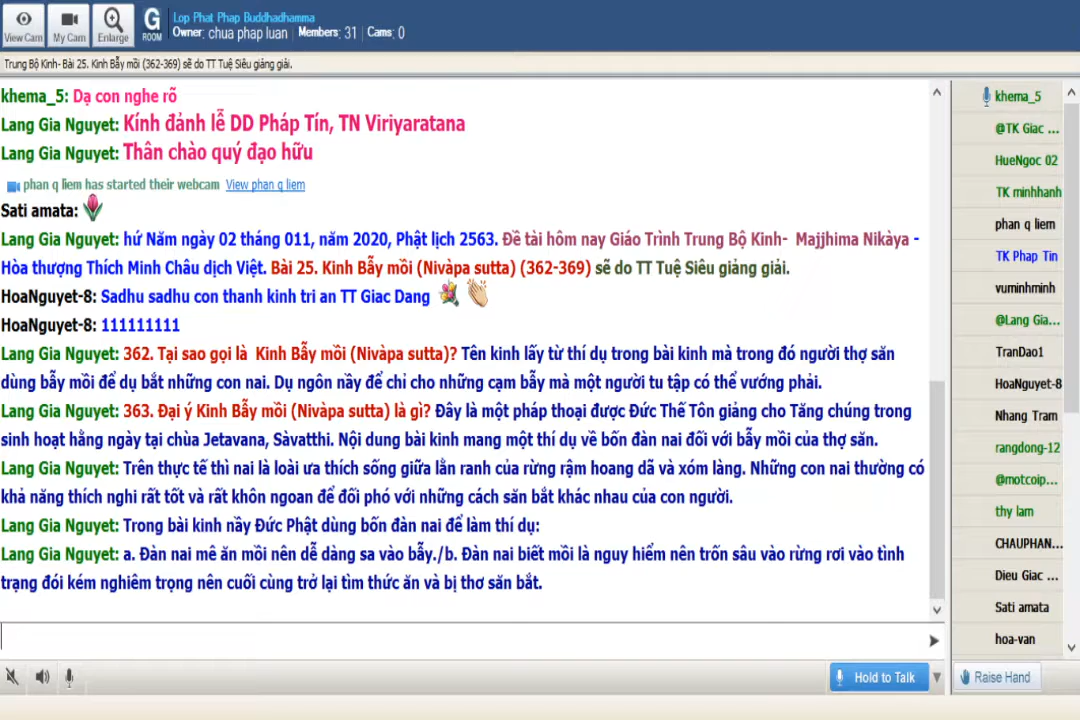 Lop Phat Phap Buddhadhamma
Owner: chua phap luan | Members: 31 | Cams: 0
View Cam
My Cam
Enlarge
G ROOM
Trung Bộ Kinh- Bài 25. Kinh Bẫy mồi (362-369) sẽ do TT Tuệ Siêu giảng giải.
khema_5: Dạ con nghe rõ
Lang Gia Nguyet: Kính đảnh lễ DD Pháp Tín, TN Viriyaratana
Lang Gia Nguyet: Thân chào quý đạo hữu
phan q liem has started their webcam View phan q liem
Sati amata:
Lang Gia Nguyet: hứ Năm ngày 02 tháng 011, năm 2020, Phật lịch 2563. Đề tài hôm nay Giáo Trình Trung Bộ Kinh- Majjhima Nikàya -
Hòa thượng Thích Minh Châu dịch Việt. Bài 25. Kinh Bẫy mồi (Nivàpa sutta) (362-369) sẽ do TT Tuệ Siêu giảng giải.
HoaNguyet-8: Sadhu sadhu con thanh kinh tri an TT Giac Dang
HoaNguyet-8: 111111111
Lang Gia Nguyet: 362. Tại sao gọi là Kinh Bẫy mồi (Nivàpa sutta)? Tên kinh lấy từ thí dụ trong bài kinh mà trong đó người thợ săn
dùng bẫy mồi để dụ bắt những con nai. Dụ ngôn nầy để chỉ cho những cạm bẫy mà một người tu tập có thể vướng phải.
Lang Gia Nguyet: 363. Đại ý Kinh Bẫy mồi (Nivàpa sutta) là gì? Đây là một pháp thoại được Đức Thế Tôn giảng cho Tăng chúng trong
sinh hoạt hằng ngày tại chùa Jetavana, Sàvatthi. Nội dung bài kinh mang một thí dụ về bốn đàn nai đối với bẫy mồi của thợ săn.
Lang Gia Nguyet: Trên thực tế thì nai là loài ưa thích sống giữa lằn ranh của rừng rậm hoang dã và xóm làng. Những con nai thường có
khả năng thích nghi rất tốt và rất khôn ngoan để đối phó với những cách săn bắt khác nhau của con người.
Lang Gia Nguyet: Trong bài kinh nầy Đức Phật dùng bốn đàn nai để làm thí dụ:
Lang Gia Nguyet: a. Đàn nai mê ăn mồi nên dễ dàng sa vào bẫy./b. Đàn nai biết mồi là nguy hiểm nên trốn sâu vào rừng rơi vào tình
trạng đói kém nghiêm trọng nên cuối cùng trở lại tìm thức ăn và bị thơ săn bắt.
Hold to Talk
khema_5
@TK Giac ...
HueNgoc 02
TK minhhanh
phan q liem
TK Phap Tin
vuminhminh
@Lang Gia...
TranDao1
HoaNguyet-8
Nhang Tram
rangdong-12
@motcoip...
thy lam
CHAUPHAN...
Dieu Giac ...
Sati amata
hoa-van
Raise Hand